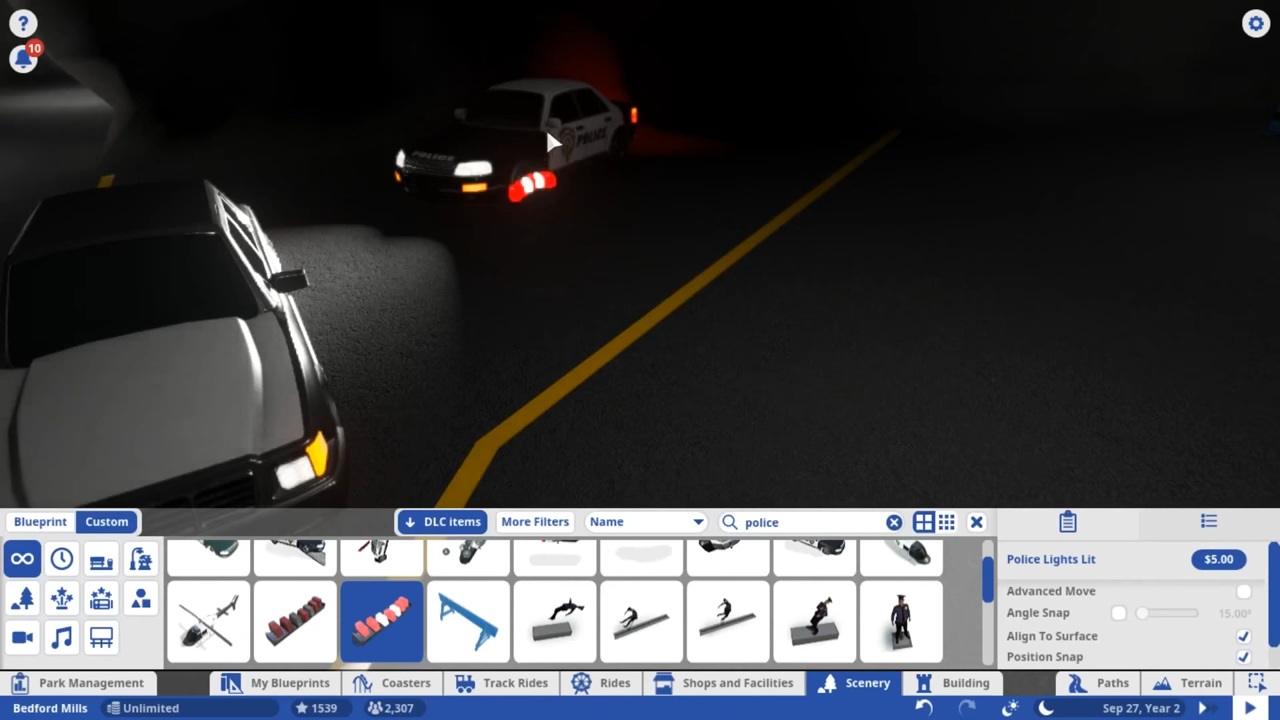 ?
10
POLICE
POLICE
Blueprint
Custom
DLC items
More Filters
Name
police
Police Lights Lit
$5.00
Advanced Move
Angle Snap
15.00°
Align To Surface
Position Snap
Park Management
My Blueprints
Coasters
Track Rides
Rides
Shops and Facilities
Scenery
Building
Paths
Terrain
Bedford Mills
Unlimited
1539
2,307
Sep 27, Year 2